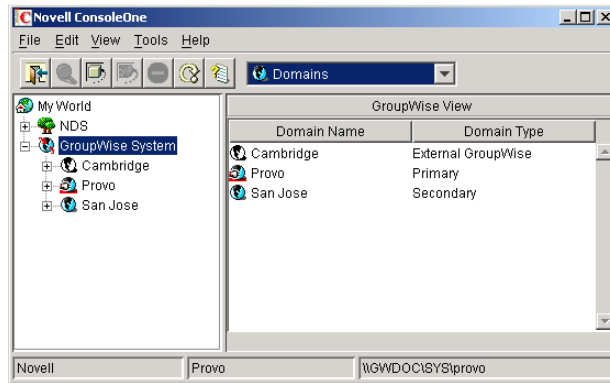 Novell ConsoleOne
File Edit View Tools Help
Domains
My World
NDS
GroupWise System
Cambridge
Provo
San Jose
GroupWise View
Domain Name Domain Type
Cambridge External GroupWise
Provo Primary
San Jose Secondary
Novell Provo \\GWDOC\SYS\provo